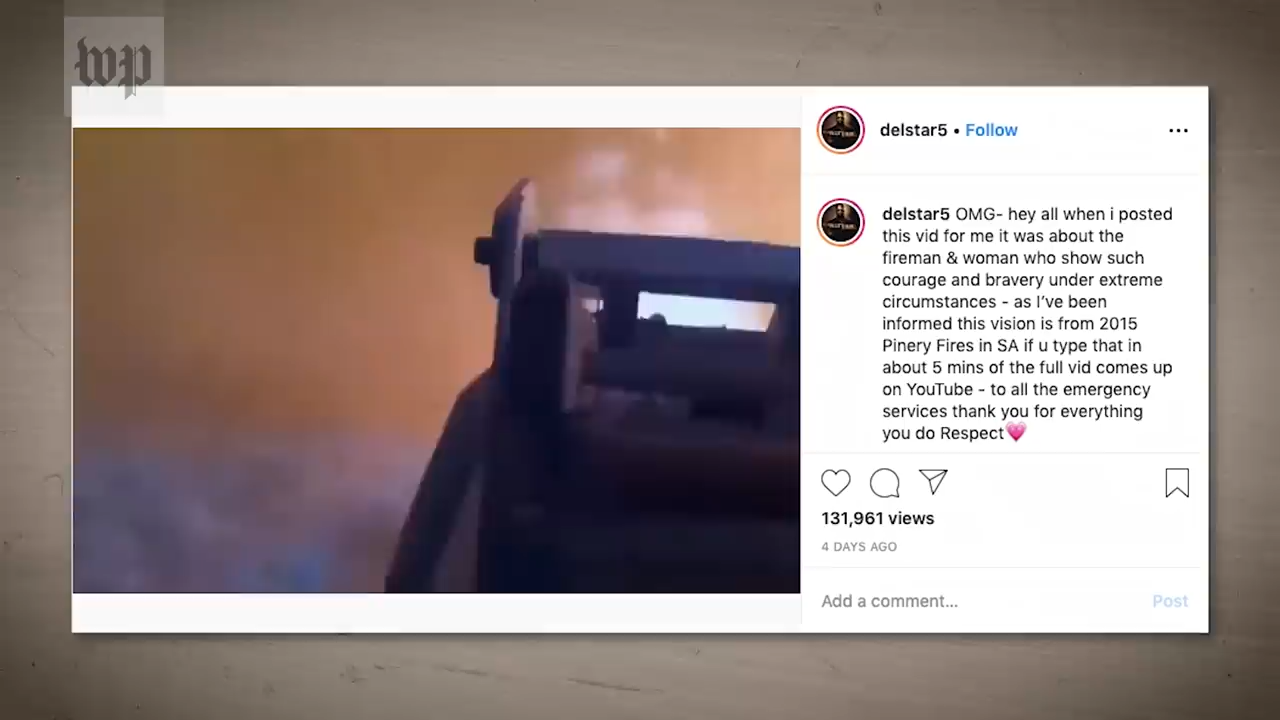 wp
delstar5 • Follow
delstar5 OMG- hey all when i posted
this vid for me it was about the
fireman & woman who show such
courage and bravery under extreme
circumstances - as I’ve been
informed this vision is from 2015
Pinery Fires in SA if u type that in
about 5 mins of the full vid comes up
on YouTube - to all the emergency
services thank you for everything
you do Respect💗
131,961 views
4 DAYS AGO
Add a comment... Post